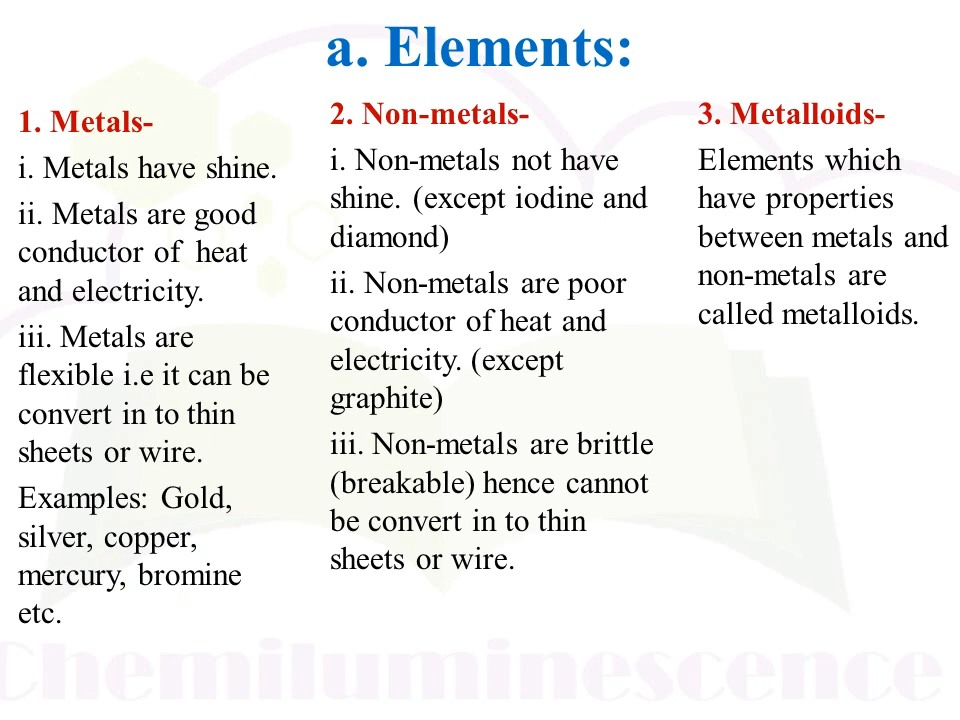 a. Elements:
1. Metals-
i. Metals have shine.
ii. Metals are good
conductor of heat
and electricity.
iii. Metals are
flexible i.e it can be
convert in to thin
sheets or wire.
Examples: Gold,
silver, copper,
mercury, bromine
etc.
2. Non-metals-
i. Non-metals not have
shine. (except iodine and
diamond)
ii. Non-metals are poor
conductor of heat and
electricity. (except
graphite)
iii. Non-metals are brittle
(breakable) hence cannot
be convert in to thin
sheets or wire.
3. Metalloids-
Elements which
have properties
between metals and
non-metals are
called metalloids.
Chemiluminescence